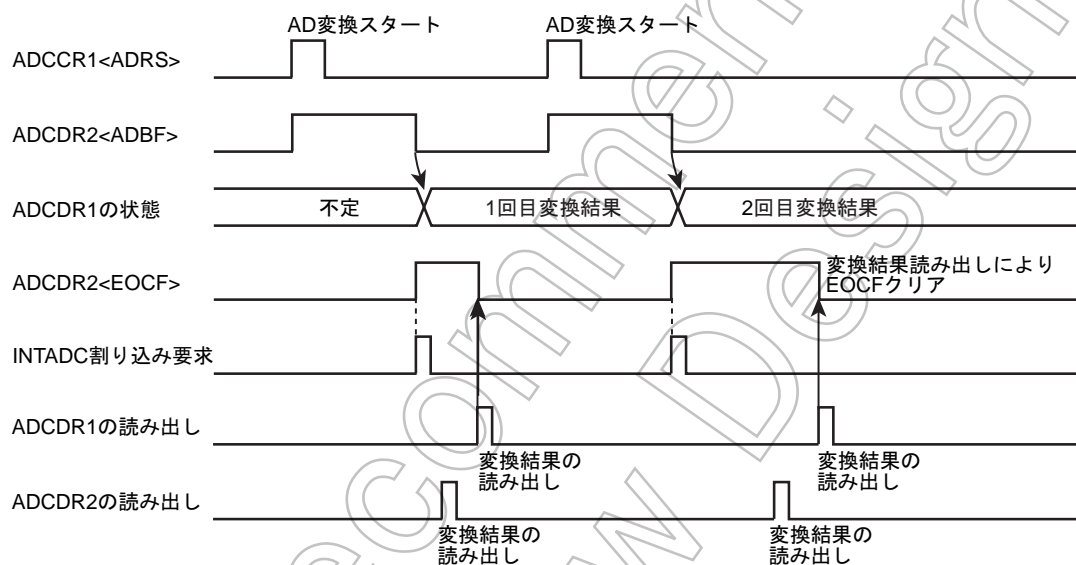 AD変換スタート
AD変換スタート
ADCCR1<ADRS>
ADCDR2<ADBF>
ADCDR1の状態
不定
1回目変換結果
2回目変換結果
ADCDR2<EOCF>
変換結果読み出しにより
EOCFクリア
INTADC割り込み要求
ADCDR1の読み出し
変換結果の
読み出し
変換結果の
読み出し
ADCDR2の読み出し
変換結果の
読み出し
変換結果の
読み出し